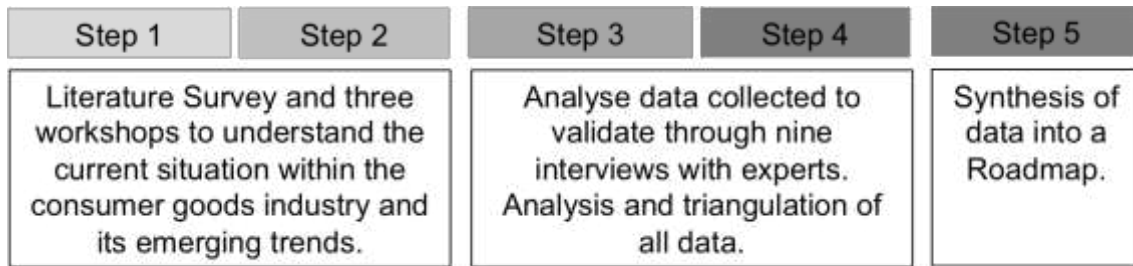 Step 1
Step 2
Step 3
Step 4
Step 5
Literature Survey and three
workshops to understand the
current situation within the
consumer goods industry and
its emerging trends.
Analyse data collected to
validate through nine
interviews with experts.
Analysis and triangulation of
all data.
Synthesis of
data into a
Roadmap.